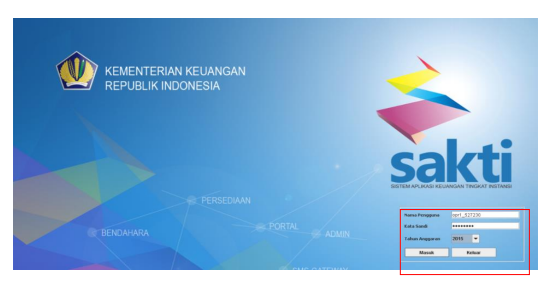 KEMENTERIAN KEUANGAN
REPUBLIK INDONESIA
sakti
SISTEM APLIKASI KEUANGAN TINGKAT INSTANSI
PERSEDIAAN
BENDAHARA
PORTAL
ADMIN
Nama Pengguna opr1_527230
Kata Sandi ********
Tahun Anggaran 2015
Masuk Keluar
SMS GATEWAY